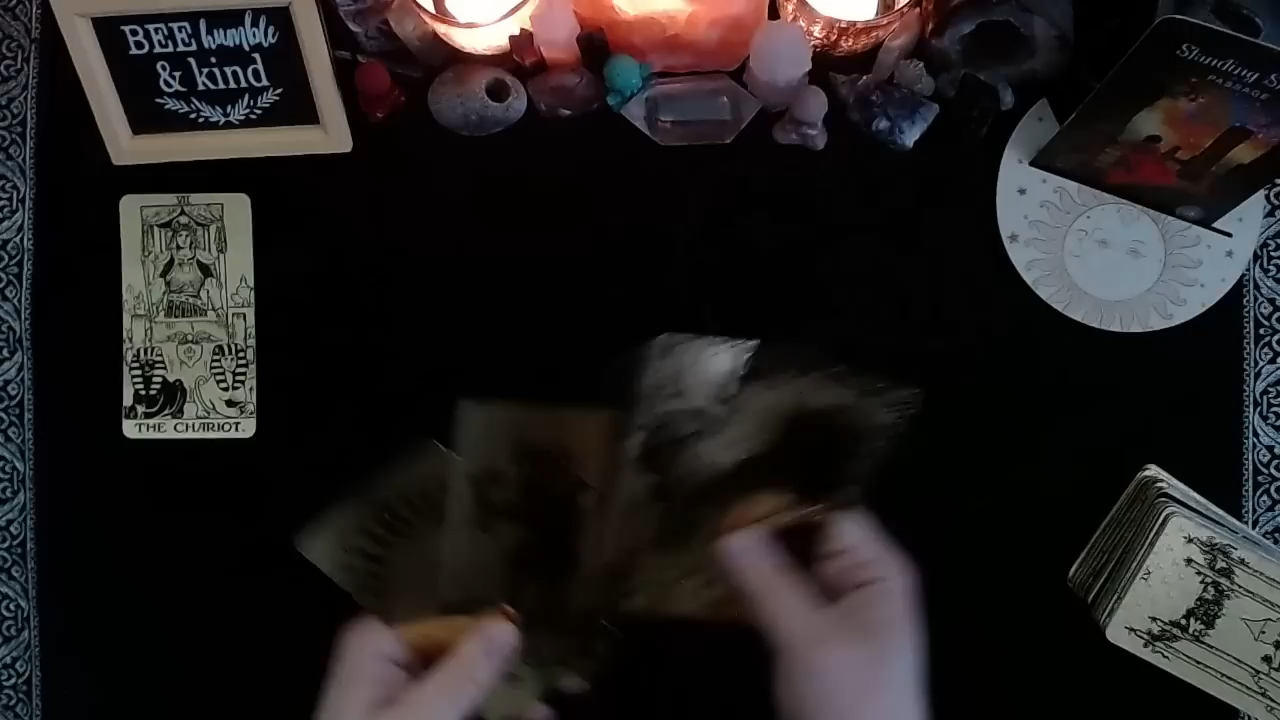 BEE humble
& kind
Standing S
PASSAGE
VII
THE CHARIOT.